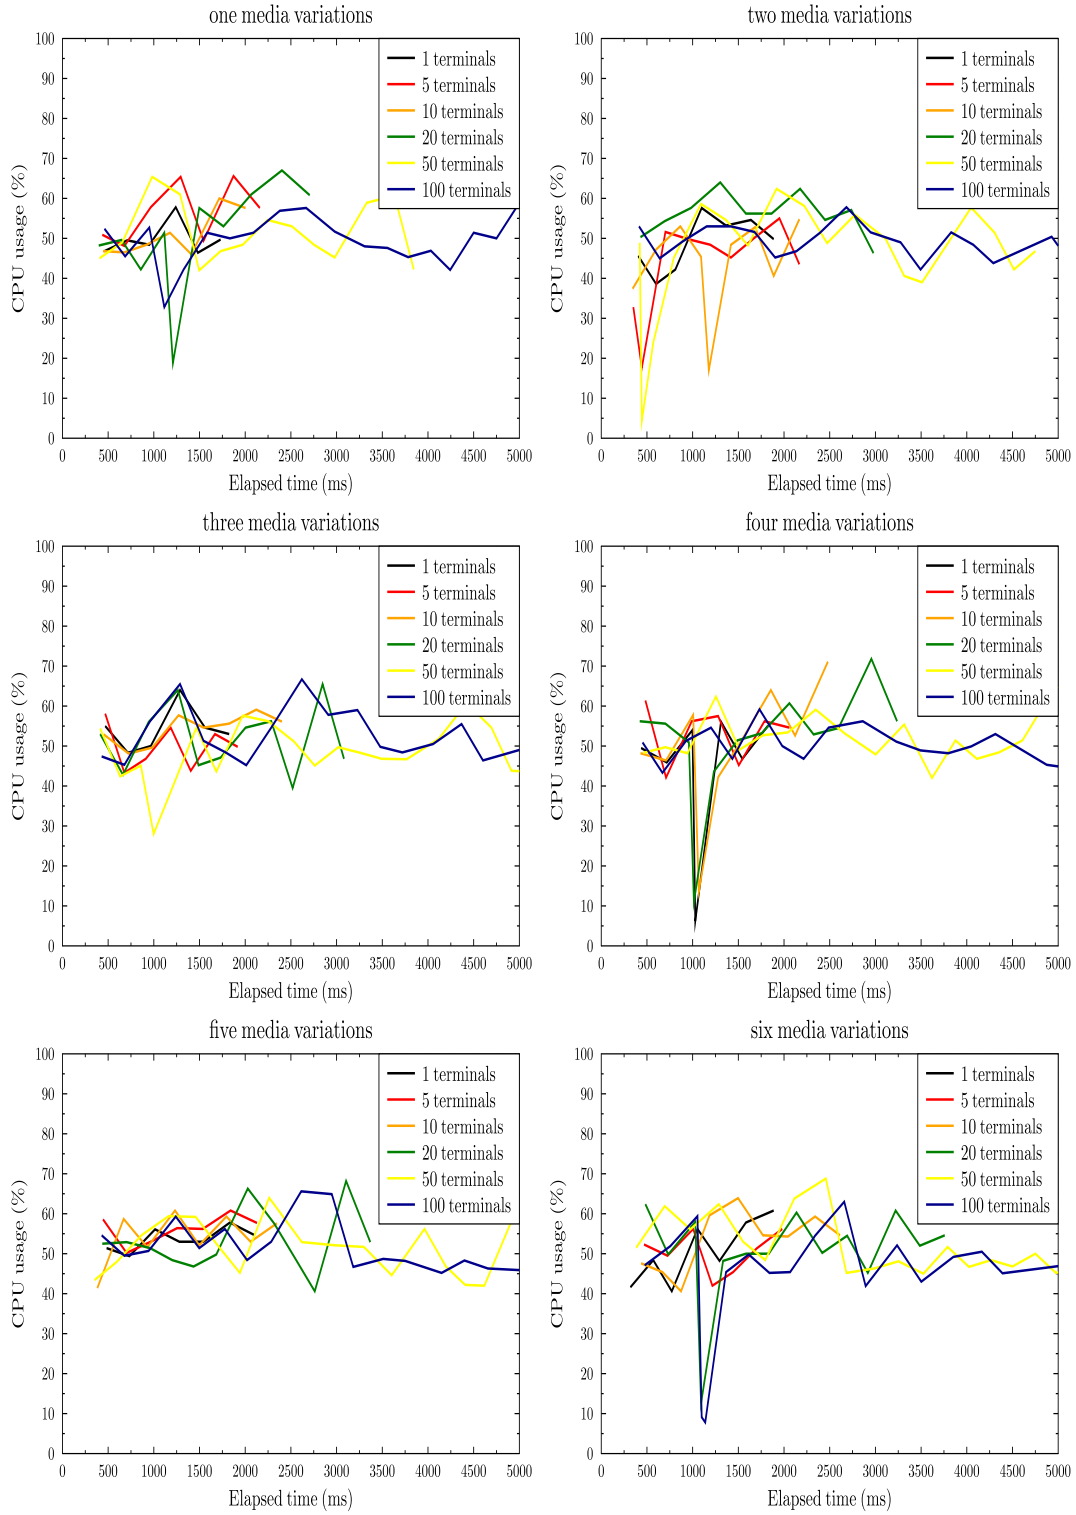 one media variations
CPU usage (%)
100
90
80
70
60
50
40
30
20
10
0
0 500 1000 1500 2000 2500 3000 3500 4000 4500 5000
Elapsed time (ms)
1 terminals
5 terminals
10 terminals
20 terminals
50 terminals
100 terminals
two media variations
CPU usage (%)
100
90
80
70
60
50
40
30
20
10
0
0 500 1000 1500 2000 2500 3000 3500 4000 4500 5000
Elapsed time (ms)
1 terminals
5 terminals
10 terminals
20 terminals
50 terminals
100 terminals
three media variations
CPU usage (%)
100
90
80
70
60
50
40
30
20
10
0
0 500 1000 1500 2000 2500 3000 3500 4000 4500 5000
Elapsed time (ms)
1 terminals
5 terminals
10 terminals
20 terminals
50 terminals
100 terminals
four media variations
CPU usage (%)
100
90
80
70
60
50
40
30
20
10
0
0 500 1000 1500 2000 2500 3000 3500 4000 4500 5000
Elapsed time (ms)
1 terminals
5 terminals
10 terminals
20 terminals
50 terminals
100 terminals
five media variations
CPU usage (%)
100
90
80
70
60
50
40
30
20
10
0
0 500 1000 1500 2000 2500 3000 3500 4000 4500 5000
Elapsed time (ms)
1 terminals
5 terminals
10 terminals
20 terminals
50 terminals
100 terminals
six media variations
CPU usage (%)
100
90
80
70
60
50
40
30
20
10
0
0 500 1000 1500 2000 2500 3000 3500 4000 4500 5000
Elapsed time (ms)
1 terminals
5 terminals
10 terminals
20 terminals
50 terminals
100 terminals